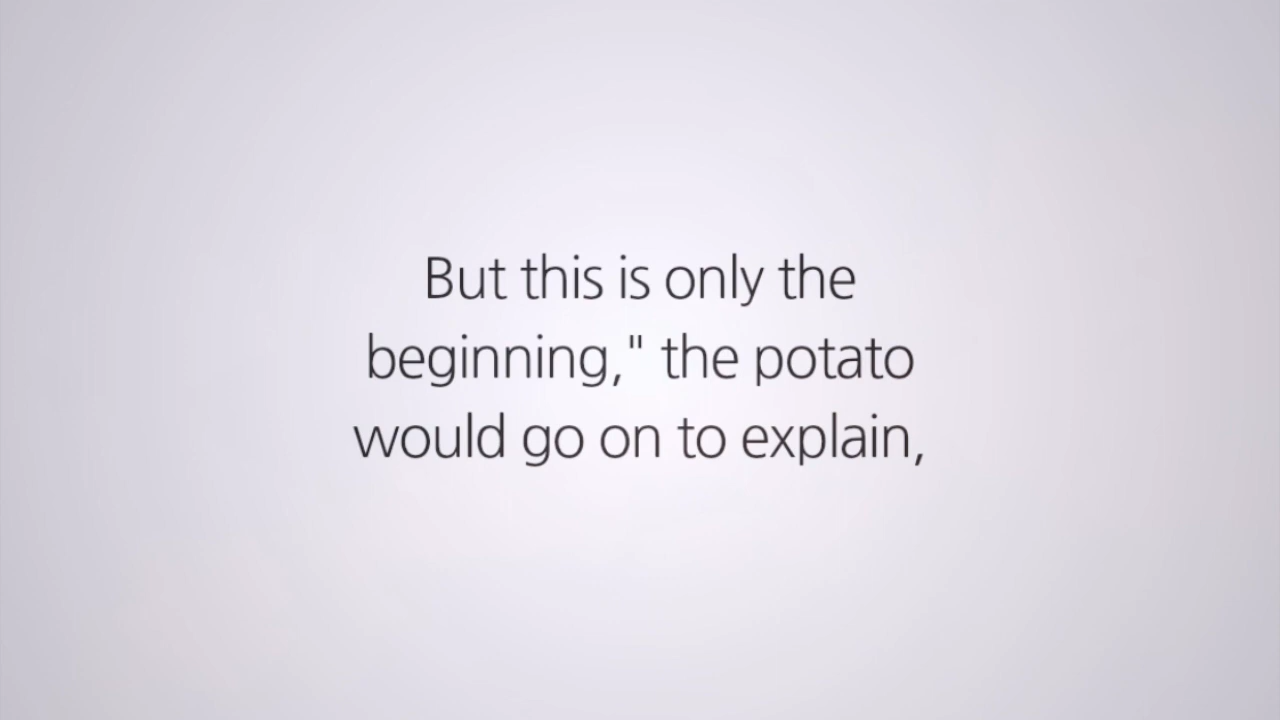 But this is only the
beginning," the potato
would go on to explain,